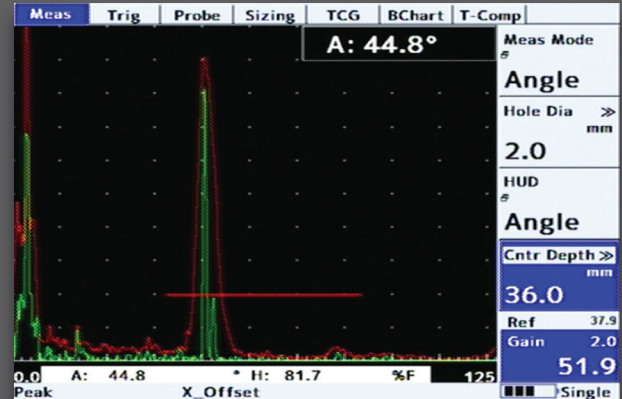 Meas Trig Probe Sizing TCG BChart T-Comp
A: 44.8°
Meas Mode
Angle
Hole Dia >>
mm
2.0
HUD
Angle
Cntr Depth >>
mm
36.0
Ref 37.9
Gain 2.0
51.9
0.0 A: 44.8 ° H: 81.7 %F 125
Peak X_Offset Single